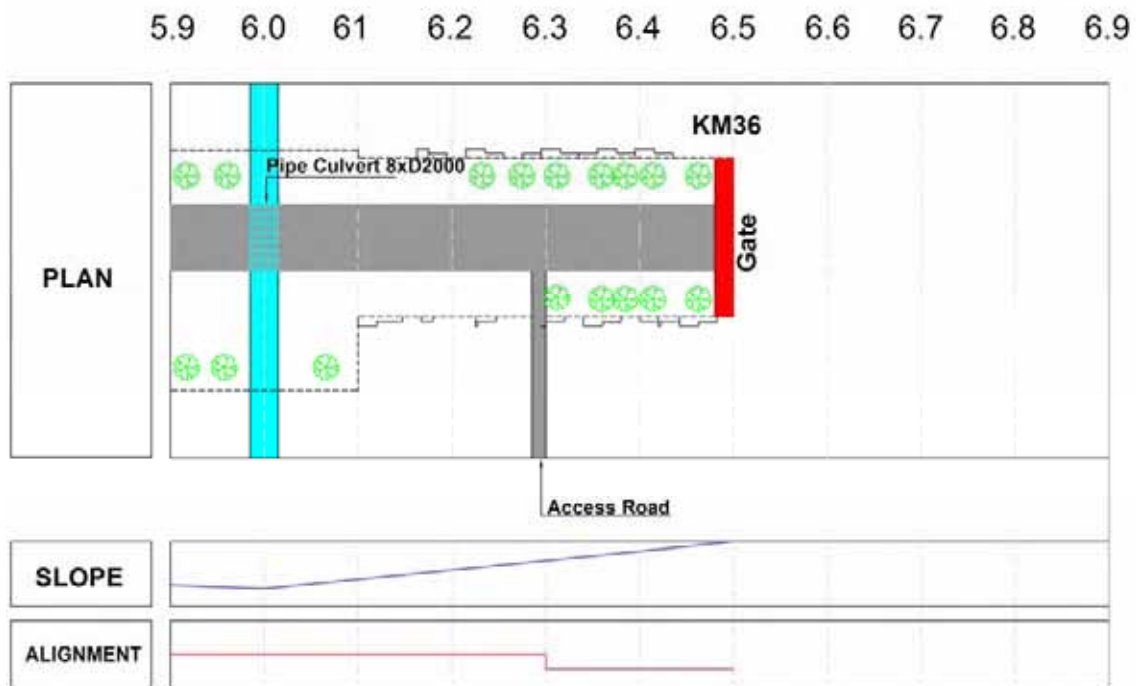 5.9 6.0 61 6.2 6.3 6.4 6.5 6.6 6.7 6.8 6.9
KM36
Pipe Culvert 8xD2000
PLAN
Gate
Access Road
SLOPE
ALIGNMENT